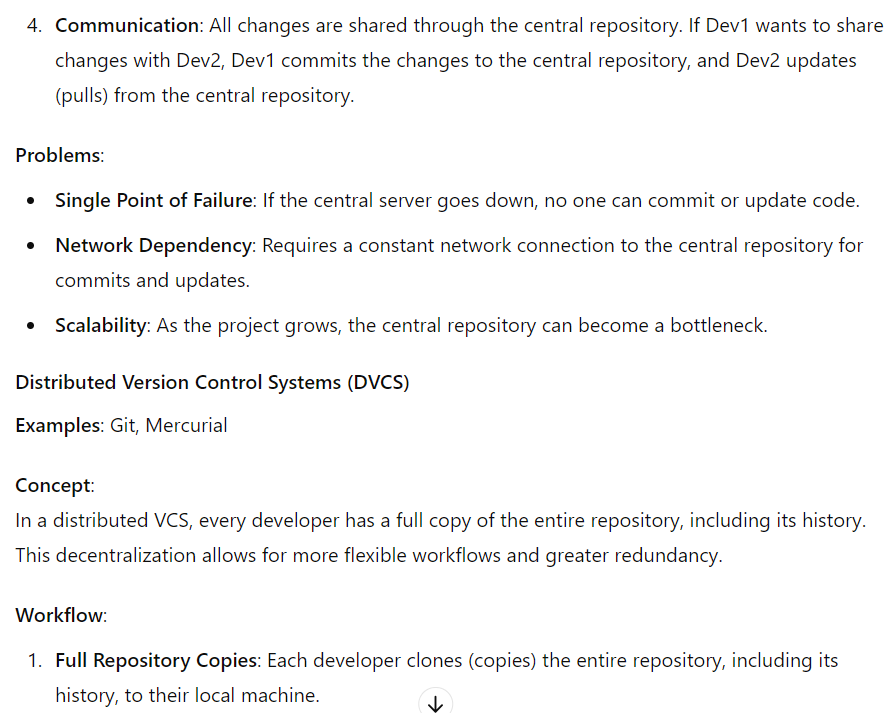 4. Communication: All changes are shared through the central repository. If Dev1 wants to share
changes with Dev2, Dev1 commits the changes to the central repository, and Dev2 updates
(pulls) from the central repository.
Problems:
• Single Point of Failure: If the central server goes down, no one can commit or update code.
• Network Dependency: Requires a constant network connection to the central repository for
commits and updates.
• Scalability: As the project grows, the central repository can become a bottleneck.
Distributed Version Control Systems (DVCS)
Examples: Git, Mercurial
Concept:
In a distributed VCS, every developer has a full copy of the entire repository, including its history.
This decentralization allows for more flexible workflows and greater redundancy.
Workflow:
1. Full Repository Copies: Each developer clones (copies) the entire repository, including its
history, to their local machine.